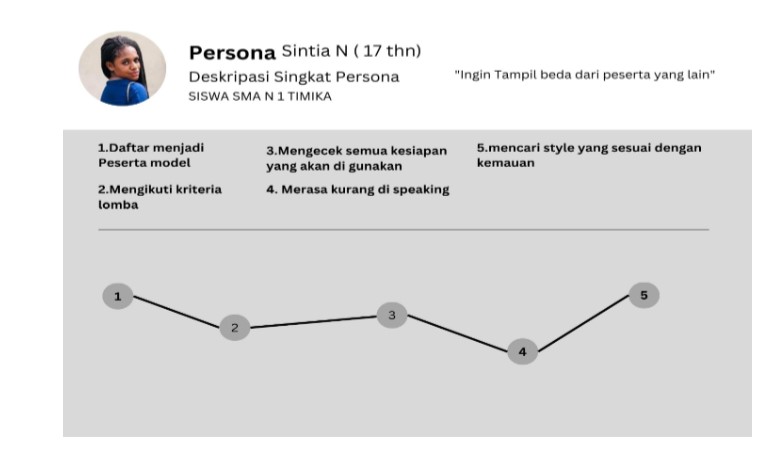 Persona Sintia N ( 17 thn)
Deskripasi Singkat Persona
SISWA SMA N 1 TIMIKA
"Ingin Tampil beda dari peserta yang lain"
1.Daftar menjadi
Peserta model
2.Mengikuti kriteria
lomba
3.Mengecek semua kesiapan
yang akan di gunakan
4. Merasa kurang di speaking
5.mencari style yang sesuai dengan
kemauan
1
2
3
4
5